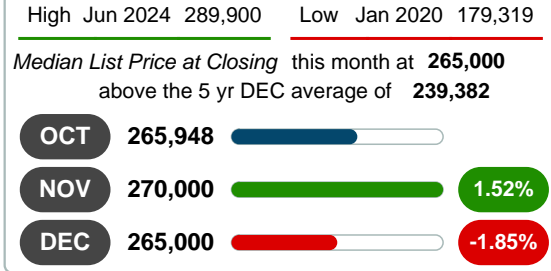 High Jun 2024 289,900 Low Jan 2020 179,319
Median List Price at Closing this month at 265,000
above the 5 yr DEC average of 239,382
OCT 265,948
NOV 270,000 1.52%
DEC 265,000 -1.85%